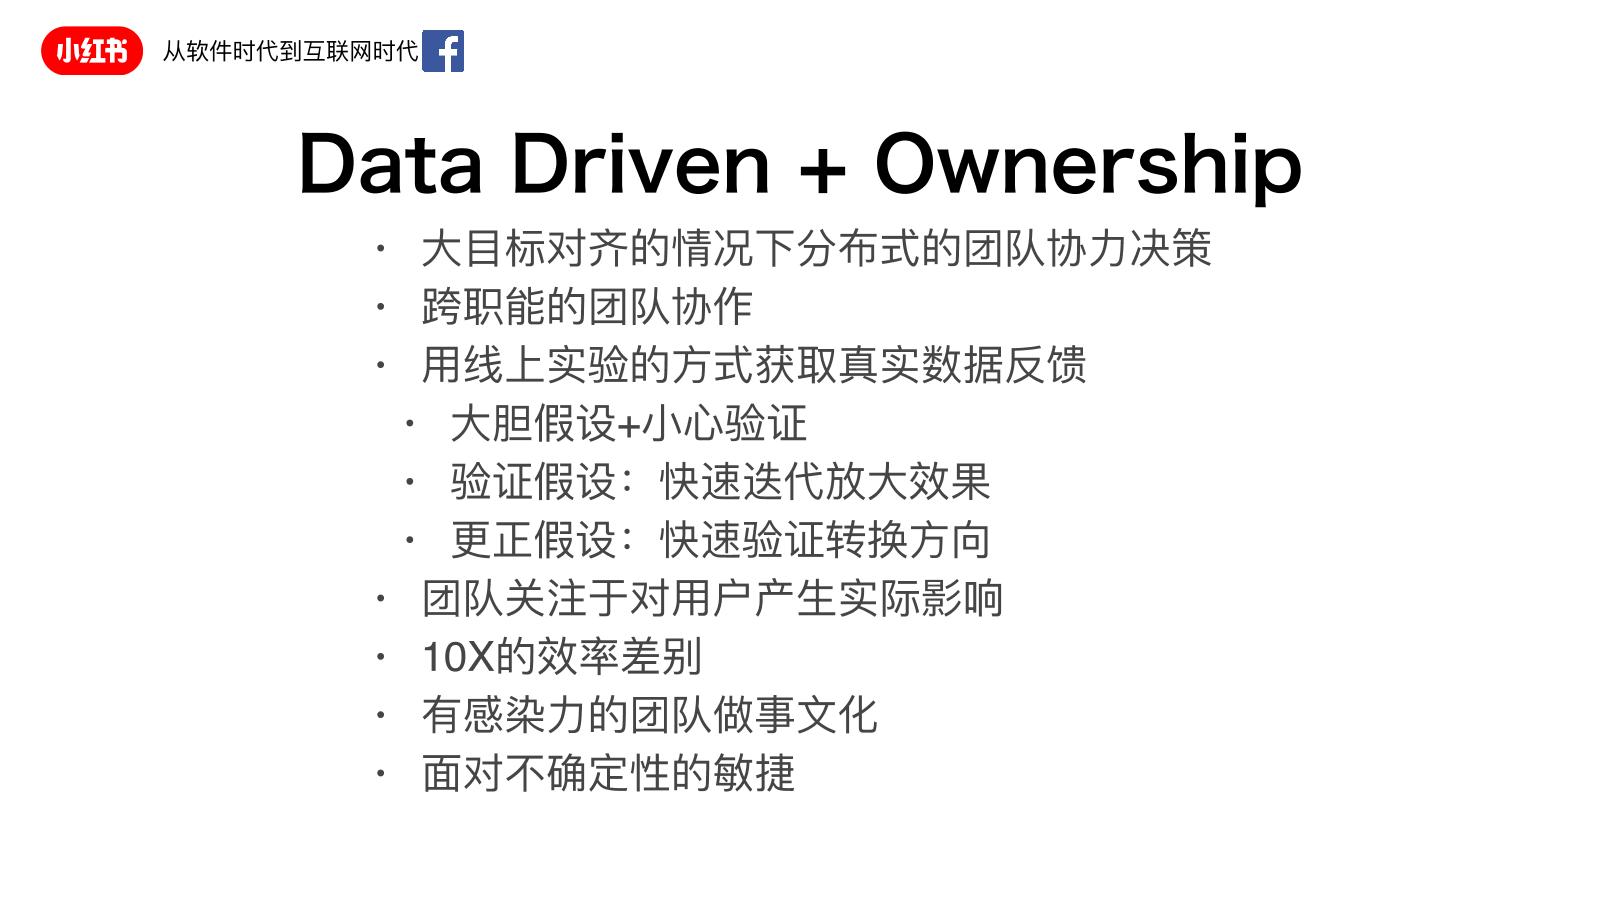 小红书 从软件时代到互联网时代
Data Driven + Ownership
· 大目标对齐的情况下分布式的团队协力决策
· 跨职能的团队协作
· 用线上实验的方式获取真实数据反馈
· 大胆假设+小心验证
· 验证假设：快速迭代放大效果
· 更正假设：快速验证转换方向
· 团队关注于对用户产生实际影响
· 10X的效率差别
· 有感染力的团队做事文化
· 面对不确定性的敏捷